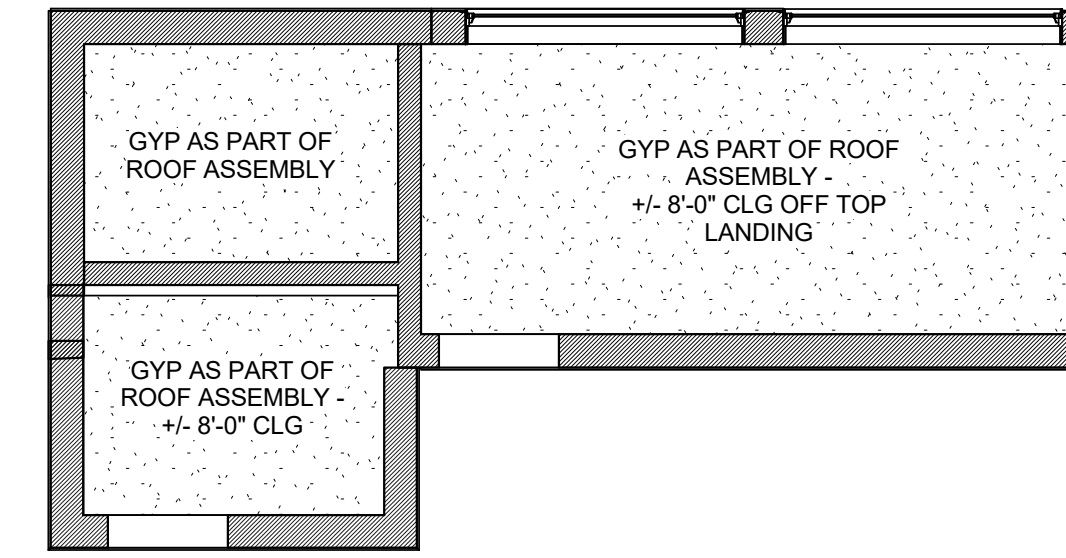 GYP AS PART OF
ROOF ASSEMBLY
GYP AS PART OF ROOF
ASSEMBLY -
+/- 8'-0" CLG OFF TOP
LANDING
GYP AS PART OF
ROOF ASSEMBLY -
+/- 8'-0" CLG